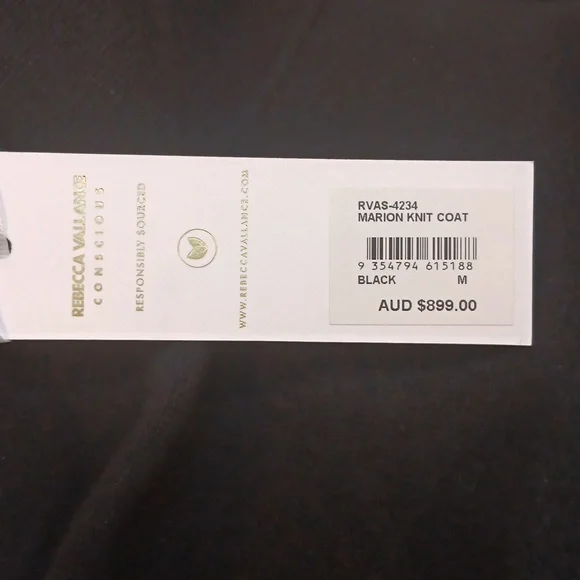 REBECCA VALLANCE
CONSCIOUS
RESPONSIBLY SOURCED
WWW.REBECCAVALLANCE.COM
RVAS-4234
MARION KNIT COAT
9 354794 615188
BLACK M
AUD $899.00